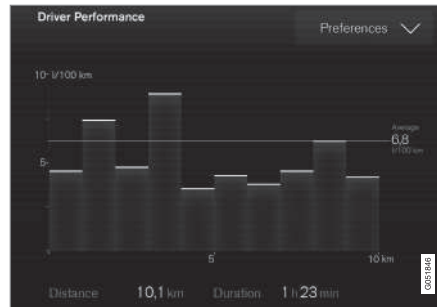 Driver Performance
Preferences
10- l/100 km
Average
6,8
l/100 km
5-
5
10 km
Distance 10,1 km Duration 1 h 23 min
G051846